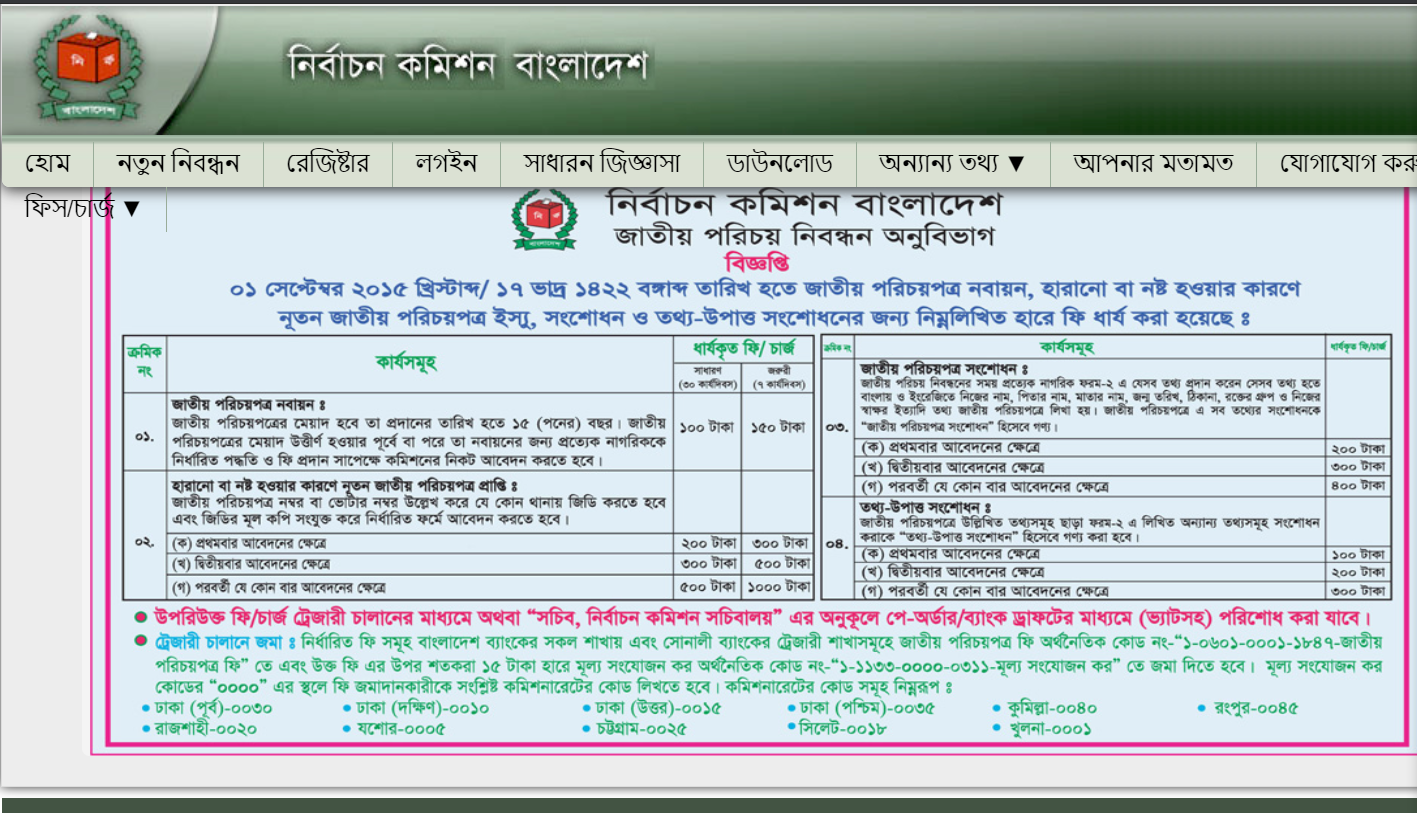 নি ক
বাংলাদেশ
নির্বাচন কমিশন বাংলাদেশ
হোম নতুন নিবন্ধন রেজিষ্টার লগইন সাধারন জিজ্ঞাসা ডাউনলোড অন্যান্য তথ্য ▼ আপনার মতামত যোগাযোগ
ফিস/চার্জ ▼
নি ক
বাংলাদেশ
নির্বাচন কমিশন বাংলাদেশ
জাতীয় পরিচয় নিবন্ধন অনুবিভাগ
বিজ্ঞপ্তি
০১ সেপ্টেম্বর ২০১৫ খ্রিস্টাব্দ/ ১৭ ভাদ্র ১৪২২ বঙ্গাব্দ তারিখ হতে জাতীয় পরিচয়পত্র নবায়ন, হারানো বা নষ্ট হওয়ার কারণে
নূতন জাতীয় পরিচয়পত্র ইস্যু, সংশোধন ও তথ্য-উপাত্ত সংশোধনের জন্য নিম্নলিখিত হারে ফি ধার্য করা হয়েছে ঃ
ক্রমিক
নং
কার্যসমূহ
ধার্যকৃত ফি/ চার্জ
সাধারণ
(৩০ কার্যদিবস)
জরুরী
(৭ কার্যদিবস)
০১.
জাতীয় পরিচয়পত্র নবায়ন ঃ
জাতীয় পরিচয়পত্রের মেয়াদ হবে তা প্রদানের তারিখ হতে ১৫ (পনের) বছর। জাতীয়
পরিচয়পত্রের মেয়াদ উত্তীর্ণ হওয়ার পূর্বে বা পরে তা নবায়নের জন্য প্রত্যেক নাগরিককে
নির্ধারিত পদ্ধতি ও ফি প্রদান সাপেক্ষে কমিশনের নিকট আবেদন করতে হবে।
১০০ টাকা ১৫০ টাকা
০২.
হারানো বা নষ্ট হওয়ার কারণে নূতন জাতীয় পরিচয়পত্র প্রাপ্তি ঃ
জাতীয় পরিচয়পত্র নম্বর বা ভোটার নম্বর উল্লেখ করে যে কোন থানায় জিডি করতে হবে
এবং জিডির মূল কপি সংযুক্ত করে নির্ধারিত ফর্মে আবেদন করতে হবে।
(ক) প্রথমবার আবেদনের ক্ষেত্রে ২০০ টাকা ৩০০ টাকা
(খ) দ্বিতীয়বার আবেদনের ক্ষেত্রে ৩০০ টাকা ৫০০ টাকা
(গ) পরবর্তী যে কোন বার আবেদনের ক্ষেত্রে ৫০০ টাকা ১০০০ টাকা
ক্রমিক নং কার্যসমূহ ধার্যকৃত ফি/চার্জ
০৩.
জাতীয় পরিচয়পত্র সংশোধন ঃ
জাতীয় পরিচয় নিবন্ধনের সময় প্রত্যেক নাগরিক ফরম-২ এ যেসব তথ্য প্রদান করেন সেসব তথ্য হতে
বাংলায় ও ইংরেজিতে নিজের নাম, পিতার নাম, মাতার নাম, জন্ম তরিখ, ঠিকানা, রক্তের গ্রুপ ও নিজের
স্বাক্ষর ইত্যাদি তথ্য জাতীয় পরিচয়পত্রে লিখা হয়। জাতীয় পরিচয়পত্রে এ সব তথ্যের সংশোধনকে
“জাতীয় পরিচয়পত্র সংশোধন” হিসেবে গণ্য।
(ক) প্রথমবার আবেদনের ক্ষেত্রে ২০০ টাকা
(খ) দ্বিতীয়বার আবেদনের ক্ষেত্রে ৩০০ টাকা
(গ) পরবর্তী যে কোন বার আবেদনের ক্ষেত্রে ৪০০ টাকা
০৪.
তথ্য-উপাত্ত সংশোধন ঃ
জাতীয় পরিচয়পত্রে উল্লিখিত তথ্যসমূহ ছাড়া ফরম-২ এ লিখিত অন্যান্য তথ্যসমূহ সংশোধন
করাকে “তথ্য-উপাত্ত সংশোধন” হিসেবে গণ্য করা হবে।
(ক) প্রথমবার আবেদনের ক্ষেত্রে ১০০ টাকা
(খ) দ্বিতীয়বার আবেদনের ক্ষেত্রে ২০০ টাকা
(গ) পরবর্তী যে কোন বার আবেদনের ক্ষেত্রে ৩০০ টাকা
উপরিউক্ত ফি/চার্জ ট্রেজারী চালানের মাধ্যমে অথবা “সচিব, নির্বাচন কমিশন সচিবালয়” এর অনুকূলে পে-অর্ডার/ব্যাংক ড্রাফটের মাধ্যমে (ভ্যাটসহ) পরিশোধ করা যাবে।
ট্রেজারী চালানে জমা ঃ নির্ধারিত ফি সমূহ বাংলাদেশ ব্যাংকের সকল শাখায় এবং সোনালী ব্যাংকের ট্রেজারী শাখাসমূহে জাতীয় পরিচয়পত্র ফি অর্থনৈতিক কোড নং-“১-০৬০১-০০০১-১৮৪৭-জাতীয়
পরিচয়পত্র ফি” তে এবং উক্ত ফি এর উপর শতকরা ১৫ টাকা হারে মূল্য সংযোজন কর অর্থনৈতিক কোড নং-“১-১১৩৩-০০০০-০৩১১-মূল্য সংযোজন কর” তে জমা দিতে হবে। মূল্য সংযোজন কর
কোডের “০০০০” এর স্থলে ফি জমাদানকারীকে সংশ্লিষ্ট কমিশনারেটের কোড লিখতে হবে। কমিশনারেটের কোড সমূহ নিম্নরূপ ঃ
ঢাকা (পূর্ব)-০০৩০ ঢাকা (দক্ষিণ)-০০১০ ঢাকা (উত্তর)-০০১৫ ঢাকা (পশ্চিম)-০০৩৫ কুমিল্লা-০০৪০ রংপুর-০০৪৫
রাজশাহী-০০২০ যশোর-০০০৫ চট্টগ্রাম-০০২৫ সিলেট-০০১৮ খুলনা-০০০১